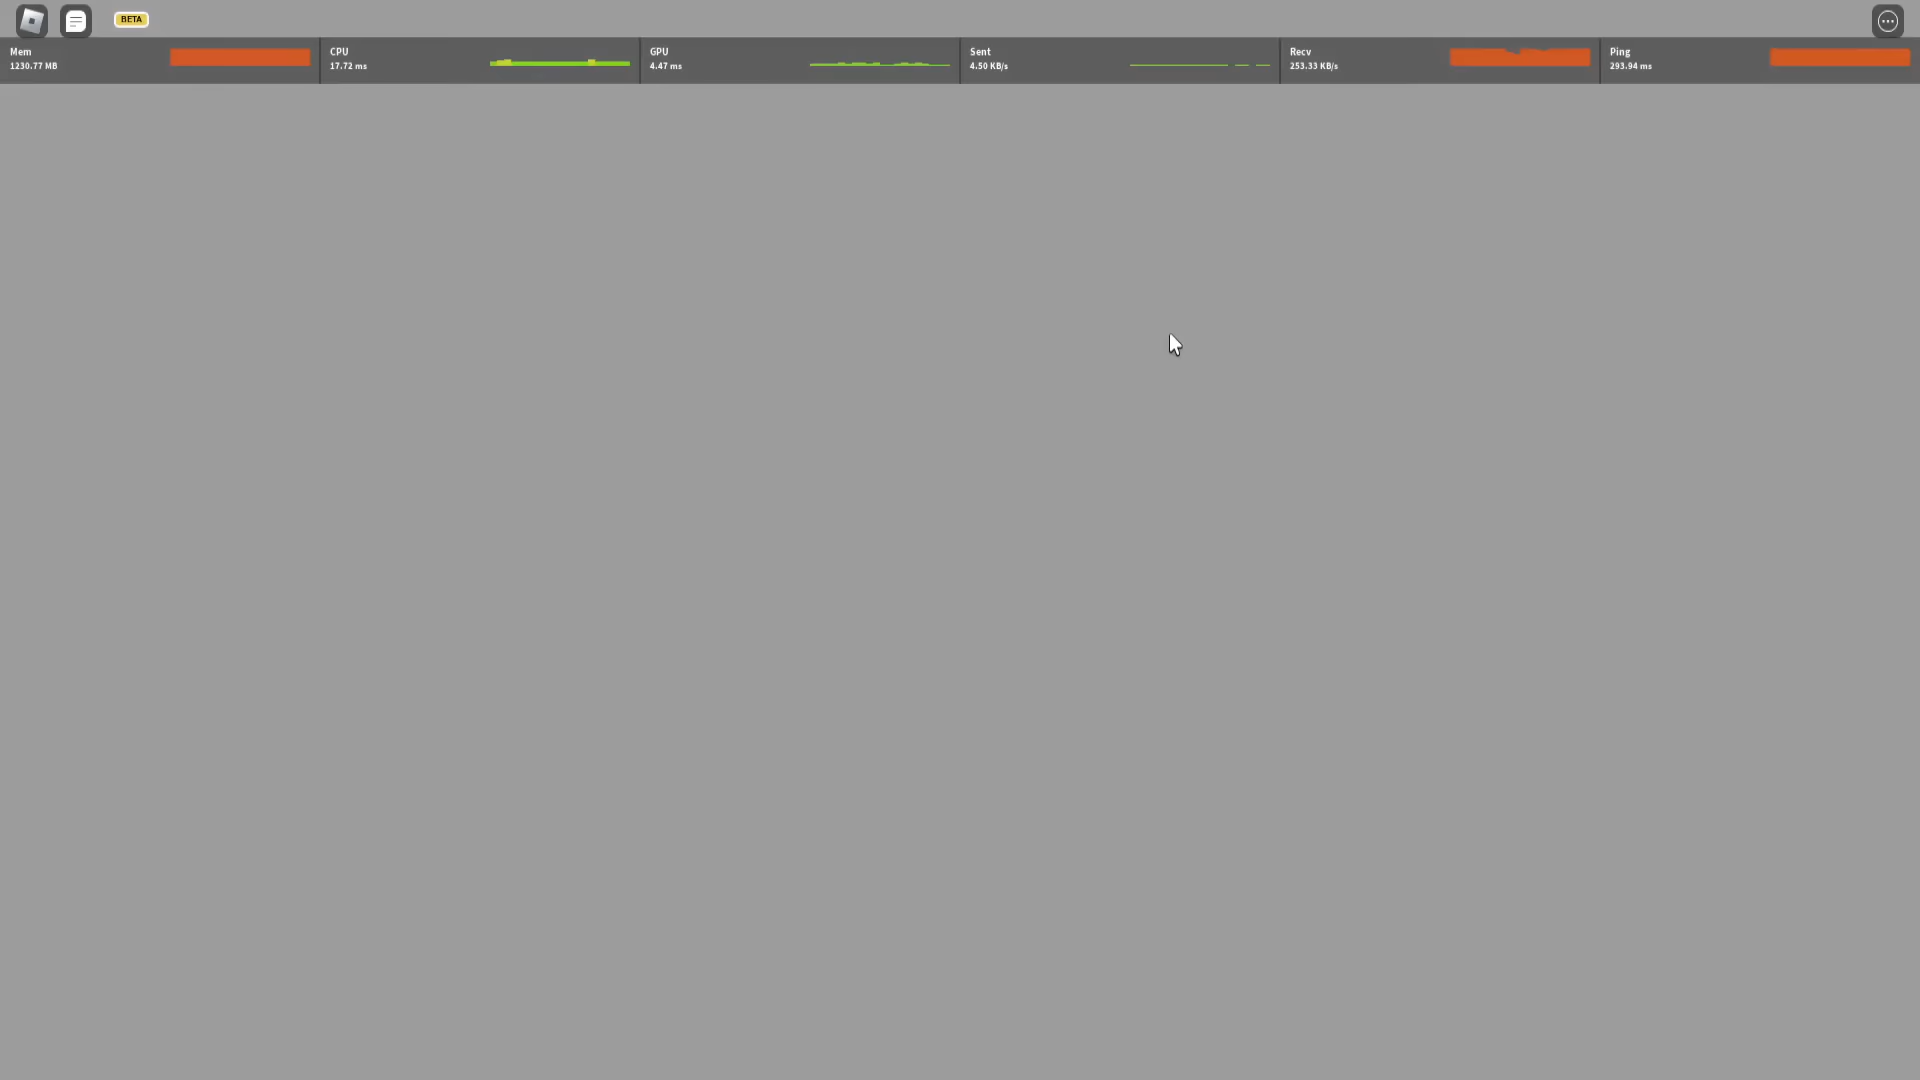 BETA
Mem
1230.77 MB
CPU
17.72 ms
GPU
4.47 ms
Sent
4.50 KB/s
Recv
253.33 KB/s
Ping
293.94 ms